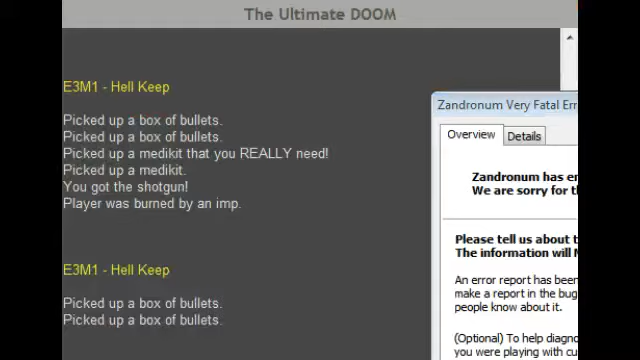 The Ultimate DOOM
E3M1 - Hell Keep
Picked up a box of bullets.
Picked up a box of bullets.
Picked up a medikit that you REALLY need!
Picked up a medikit.
You got the shotgun!
Player was burned by an imp.
E3M1 - Hell Keep
Picked up a box of bullets.
Picked up a box of bullets.
Zandronum Very Fatal Err
Overview
Details
Zandronum has en
We are sorry for th
Please tell us about t
The information will N
An error report has been
make a report in the bug
people know about it.
(Optional) To help diagno
you were playing with cu